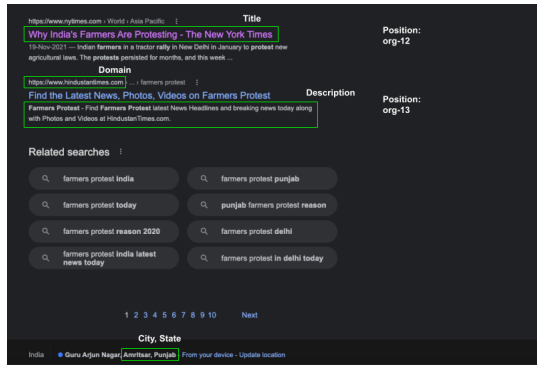 https://www.nytimes.com › World › Asia Pacific ⋮
Title
Why India's Farmers Are Protesting - The New York Times
Position:
org-12
19-Nov-2021 — Indian farmers in a tractor rally in New Delhi in January to protest new
agricultural laws. The protests persisted for months, and this week ...
Domain
https://www.hindustantimes.com › ... › farmers protest ⋮
Find the Latest News, Photos, Videos on Farmers Protest
Description
Position:
org-13
Farmers Protest - Find Farmers Protest latest News Headlines and breaking news today along
with Photos and Videos at HindustanTimes.com.
Related searches ⋮
farmers protest india
farmers protest punjab
farmers protest today
punjab farmers protest reason
farmers protest reason 2020
farmers protest delhi
farmers protest india latest
news today
farmers protest in delhi today
1 2 3 4 5 6 7 8 9 10 Next
City, State
India Guru Arjun Nagar, Amritsar, Punjab - From your device - Update location